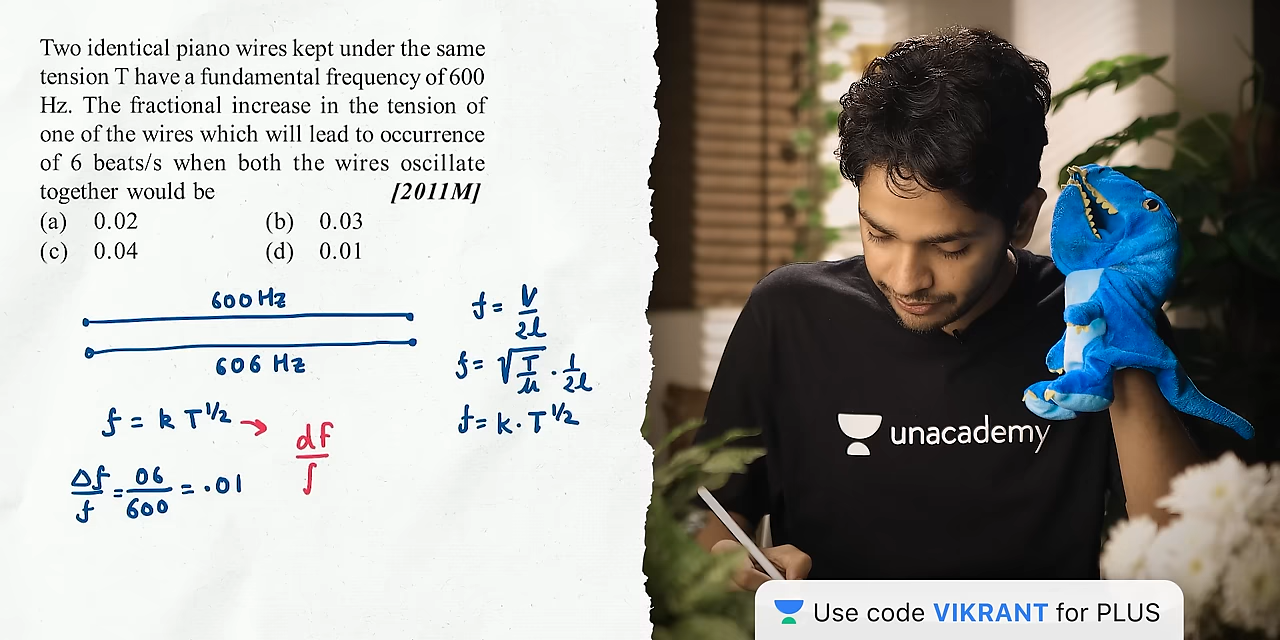 Two identical piano wires kept under the same
tension T have a fundamental frequency of 600
Hz. The fractional increase in the tension of
one of the wires which will lead to occurrence
of 6 beats/s when both the wires oscillate
together would be [2011M]
(a) 0.02 (b) 0.03
(c) 0.04 (d) 0.01
600 Hz
606 Hz
f = V/2l
f = √T/μ · 1/2l
f = k · T^1/2
f = k T^1/2 → df/f
Δf/f = 06/600 = .01
unacademy
Use code VIKRANT for PLUS